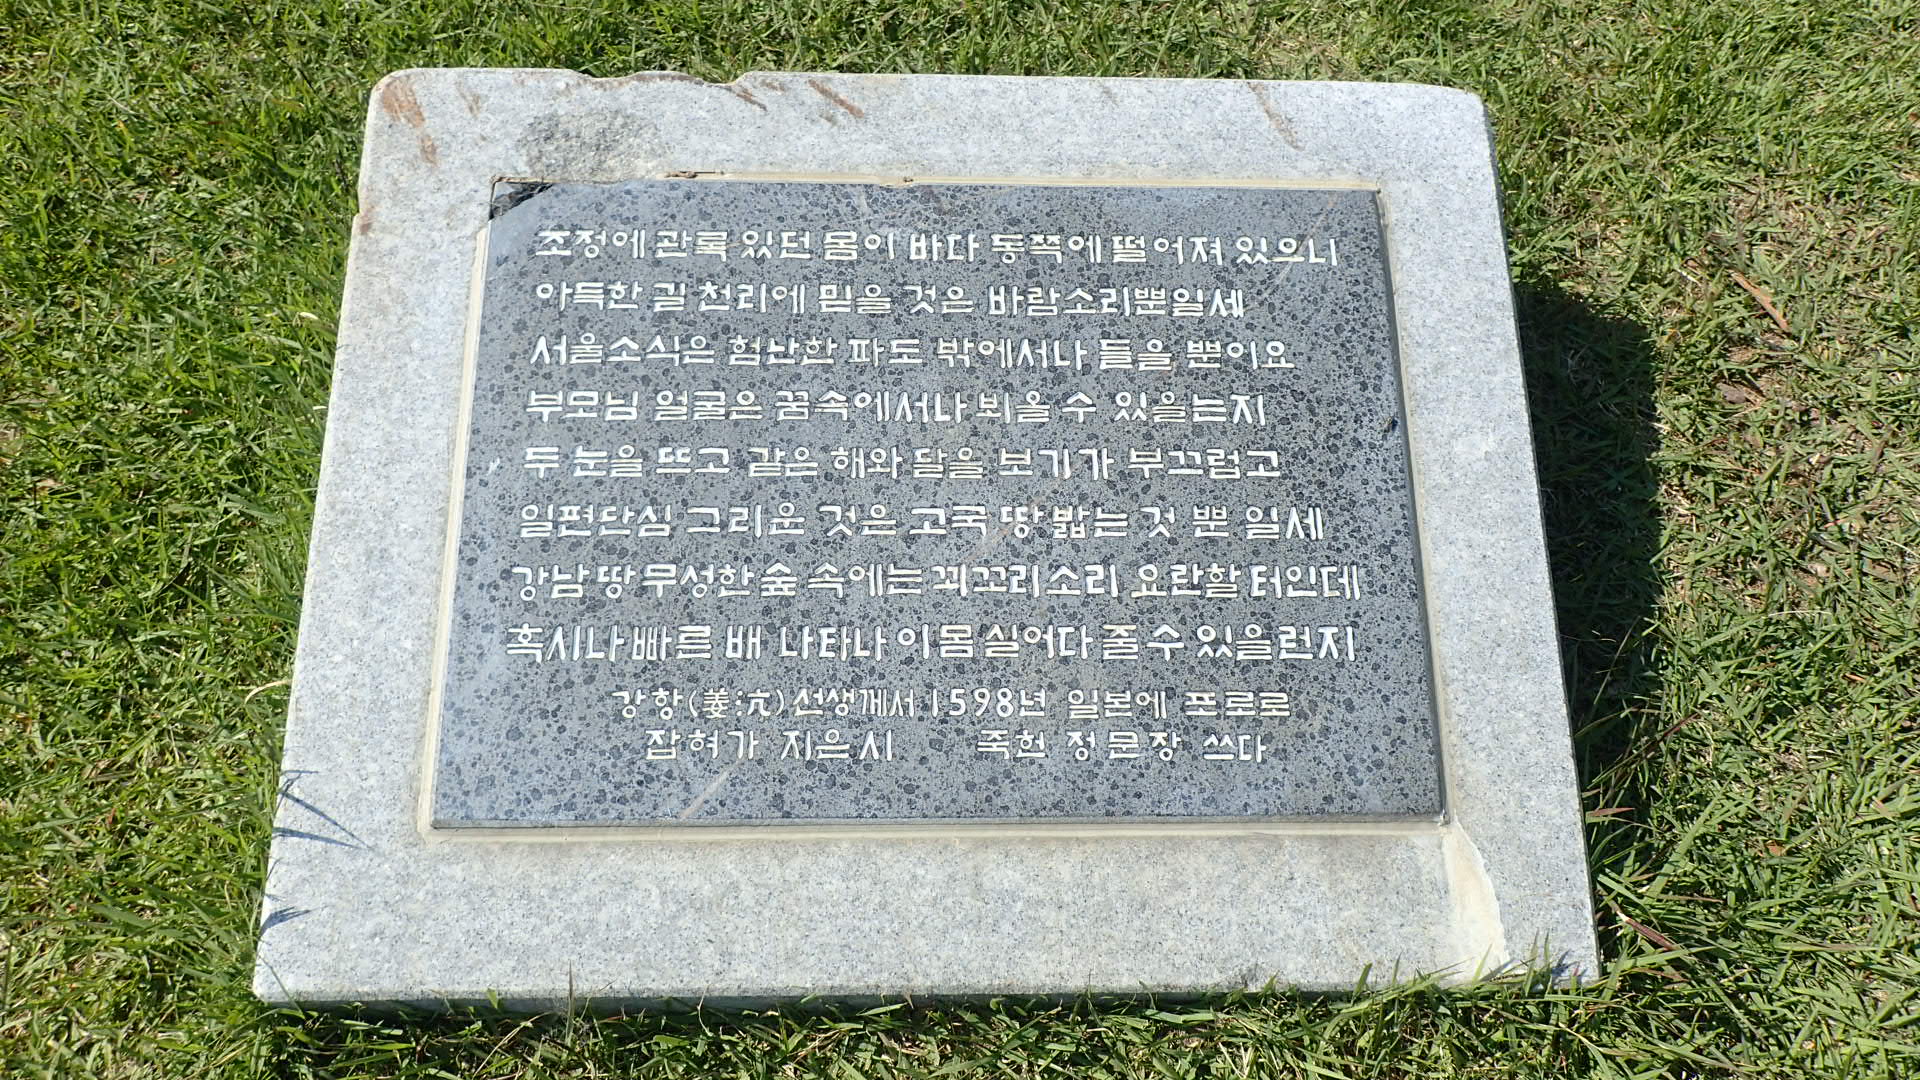 조정에 관록 있던 몸이 바다 동쪽에 떨어져 있으니
아득한 길 천리에 믿을 것은 바람소리뿐일세
서울소식은 험난한 파도 밖에서나 들을 뿐이요
부모님 얼굴은 꿈속에서나 뵈올 수 있을는지
두 눈을 뜨고 같은 해와 달을 보기가 부끄럽고
일편단심 그리운 것은 고국 땅 밟는 것 뿐 일세
강남 땅 무성한 숲 속에는 꾀꼬리소리 요란할 터인데
혹시나 빠른 배 나타나 이몸 실어다 줄수 있을런지
강항(姜沆)선생께서 1598년 일본에 포로로
잡혀가 지은시 죽헌 정문장 쓰다